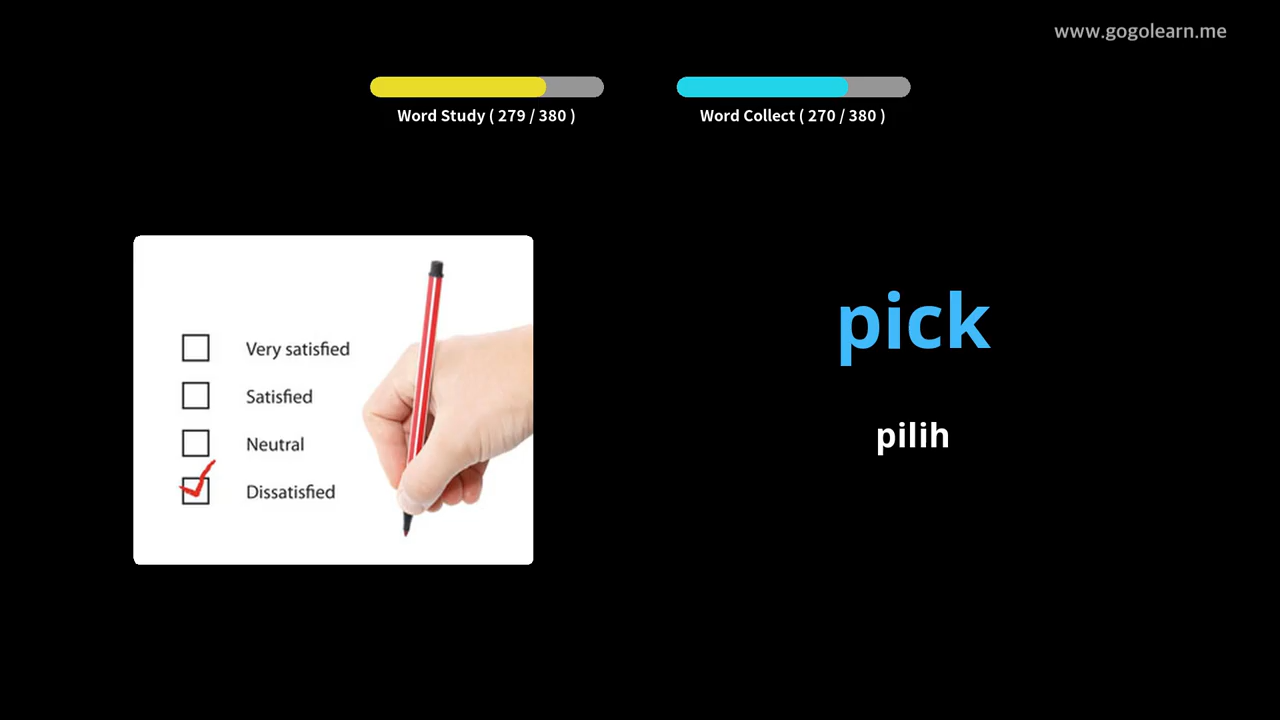 www.gogolearn.me
Word Study ( 279 / 380 )
Word Collect ( 270 / 380 )
Very satisfied
Satisfied
Neutral
Dissatisfied
pick
pilih